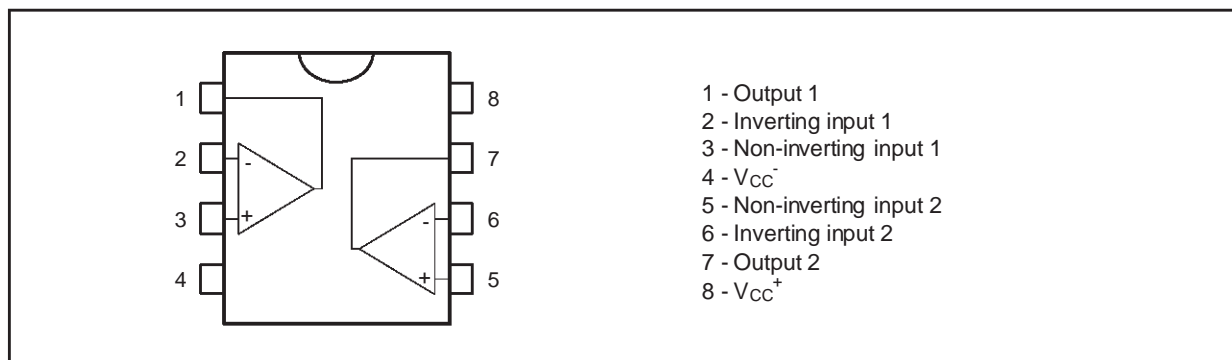 1
2
3
4
8
7
6
5
-
+
-
+
1 - Output 1
2 - Inverting input 1
3 - Non-inverting input 1
4 - VCC-
5 - Non-inverting input 2
6 - Inverting input 2
7 - Output 2
8 - VCC+